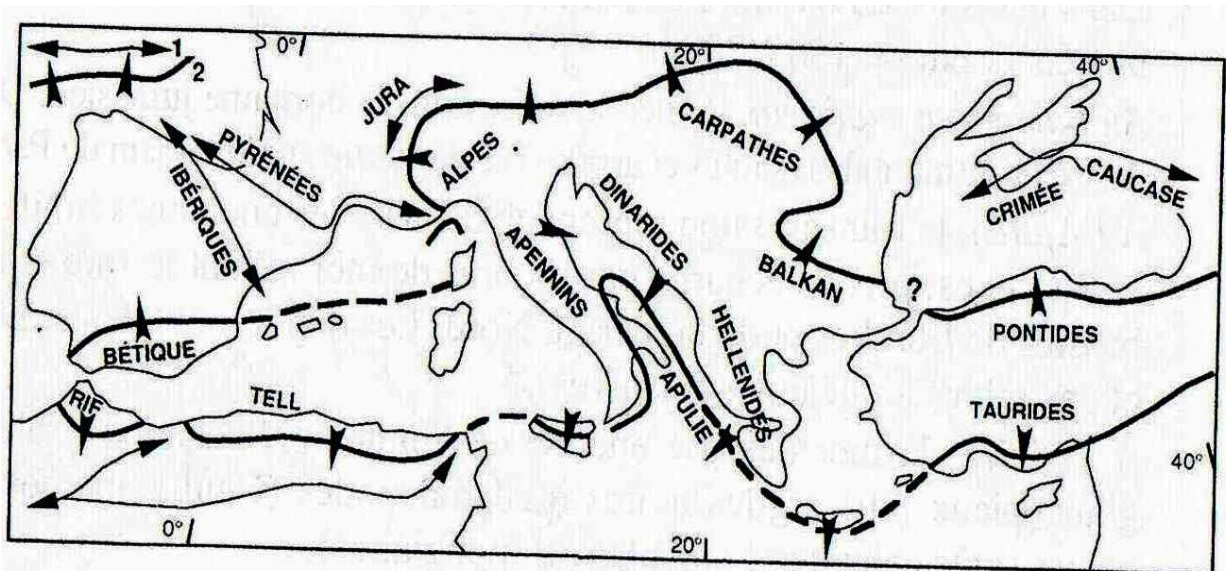 1
2
0°
20°
40°
JURA
ALPES
CARPATHES
PYRÉNÉES
IBÉRIQUES
DINARIDES
CRIMÉE
CAUCASE
APENNINS
BALKAN
?
BÉTIQUE
HELLENIDES
PONTIDES
RIF
TELL
APULIE
TAURIDES
40°
0°
20°